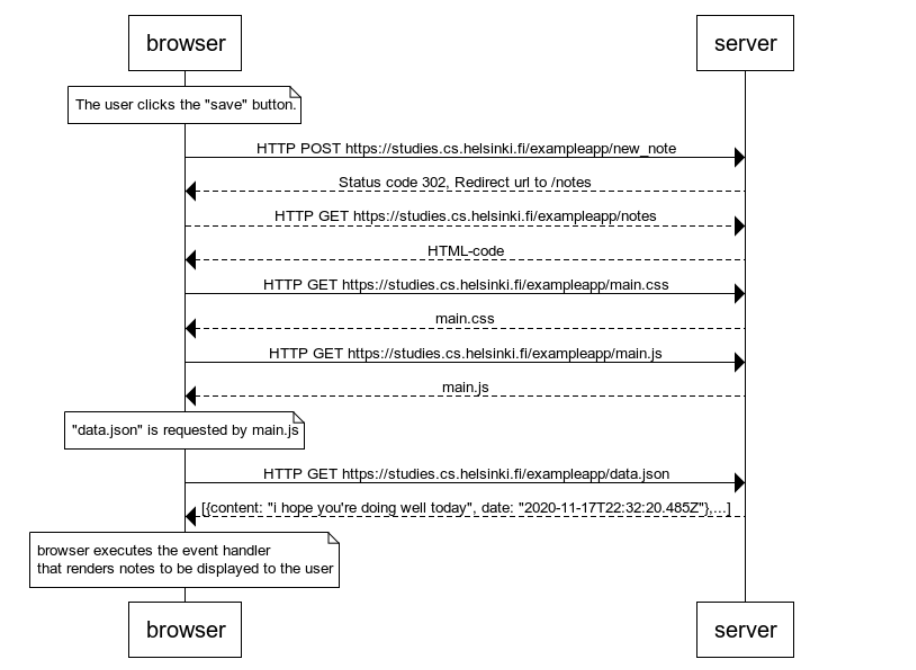 browser
server
The user clicks the "save" button.
HTTP POST https://studies.cs.helsinki.fi/exampleapp/new_note
Status code 302, Redirect url to /notes
HTTP GET https://studies.cs.helsinki.fi/exampleapp/notes
HTML-code
HTTP GET https://studies.cs.helsinki.fi/exampleapp/main.css
main.css
HTTP GET https://studies.cs.helsinki.fi/exampleapp/main.js
main.js
"data.json" is requested by main.js
HTTP GET https://studies.cs.helsinki.fi/exampleapp/data.json
[{content: "i hope you're doing well today", date: "2020-11-17T22:32:20.485Z"},...]
browser executes the event handler
that renders notes to be displayed to the user
browser
server